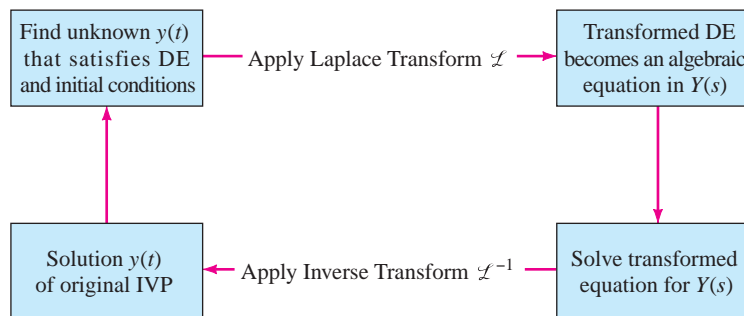 Find unknown y(t)
that satisfies DE
and initial conditions
Apply Laplace Transform ℒ
Transformed DE
becomes an algebraic
equation in Y(s)
Solution y(t)
of original IVP
Apply Inverse Transform ℒ⁻¹
Solve transformed
equation for Y(s)